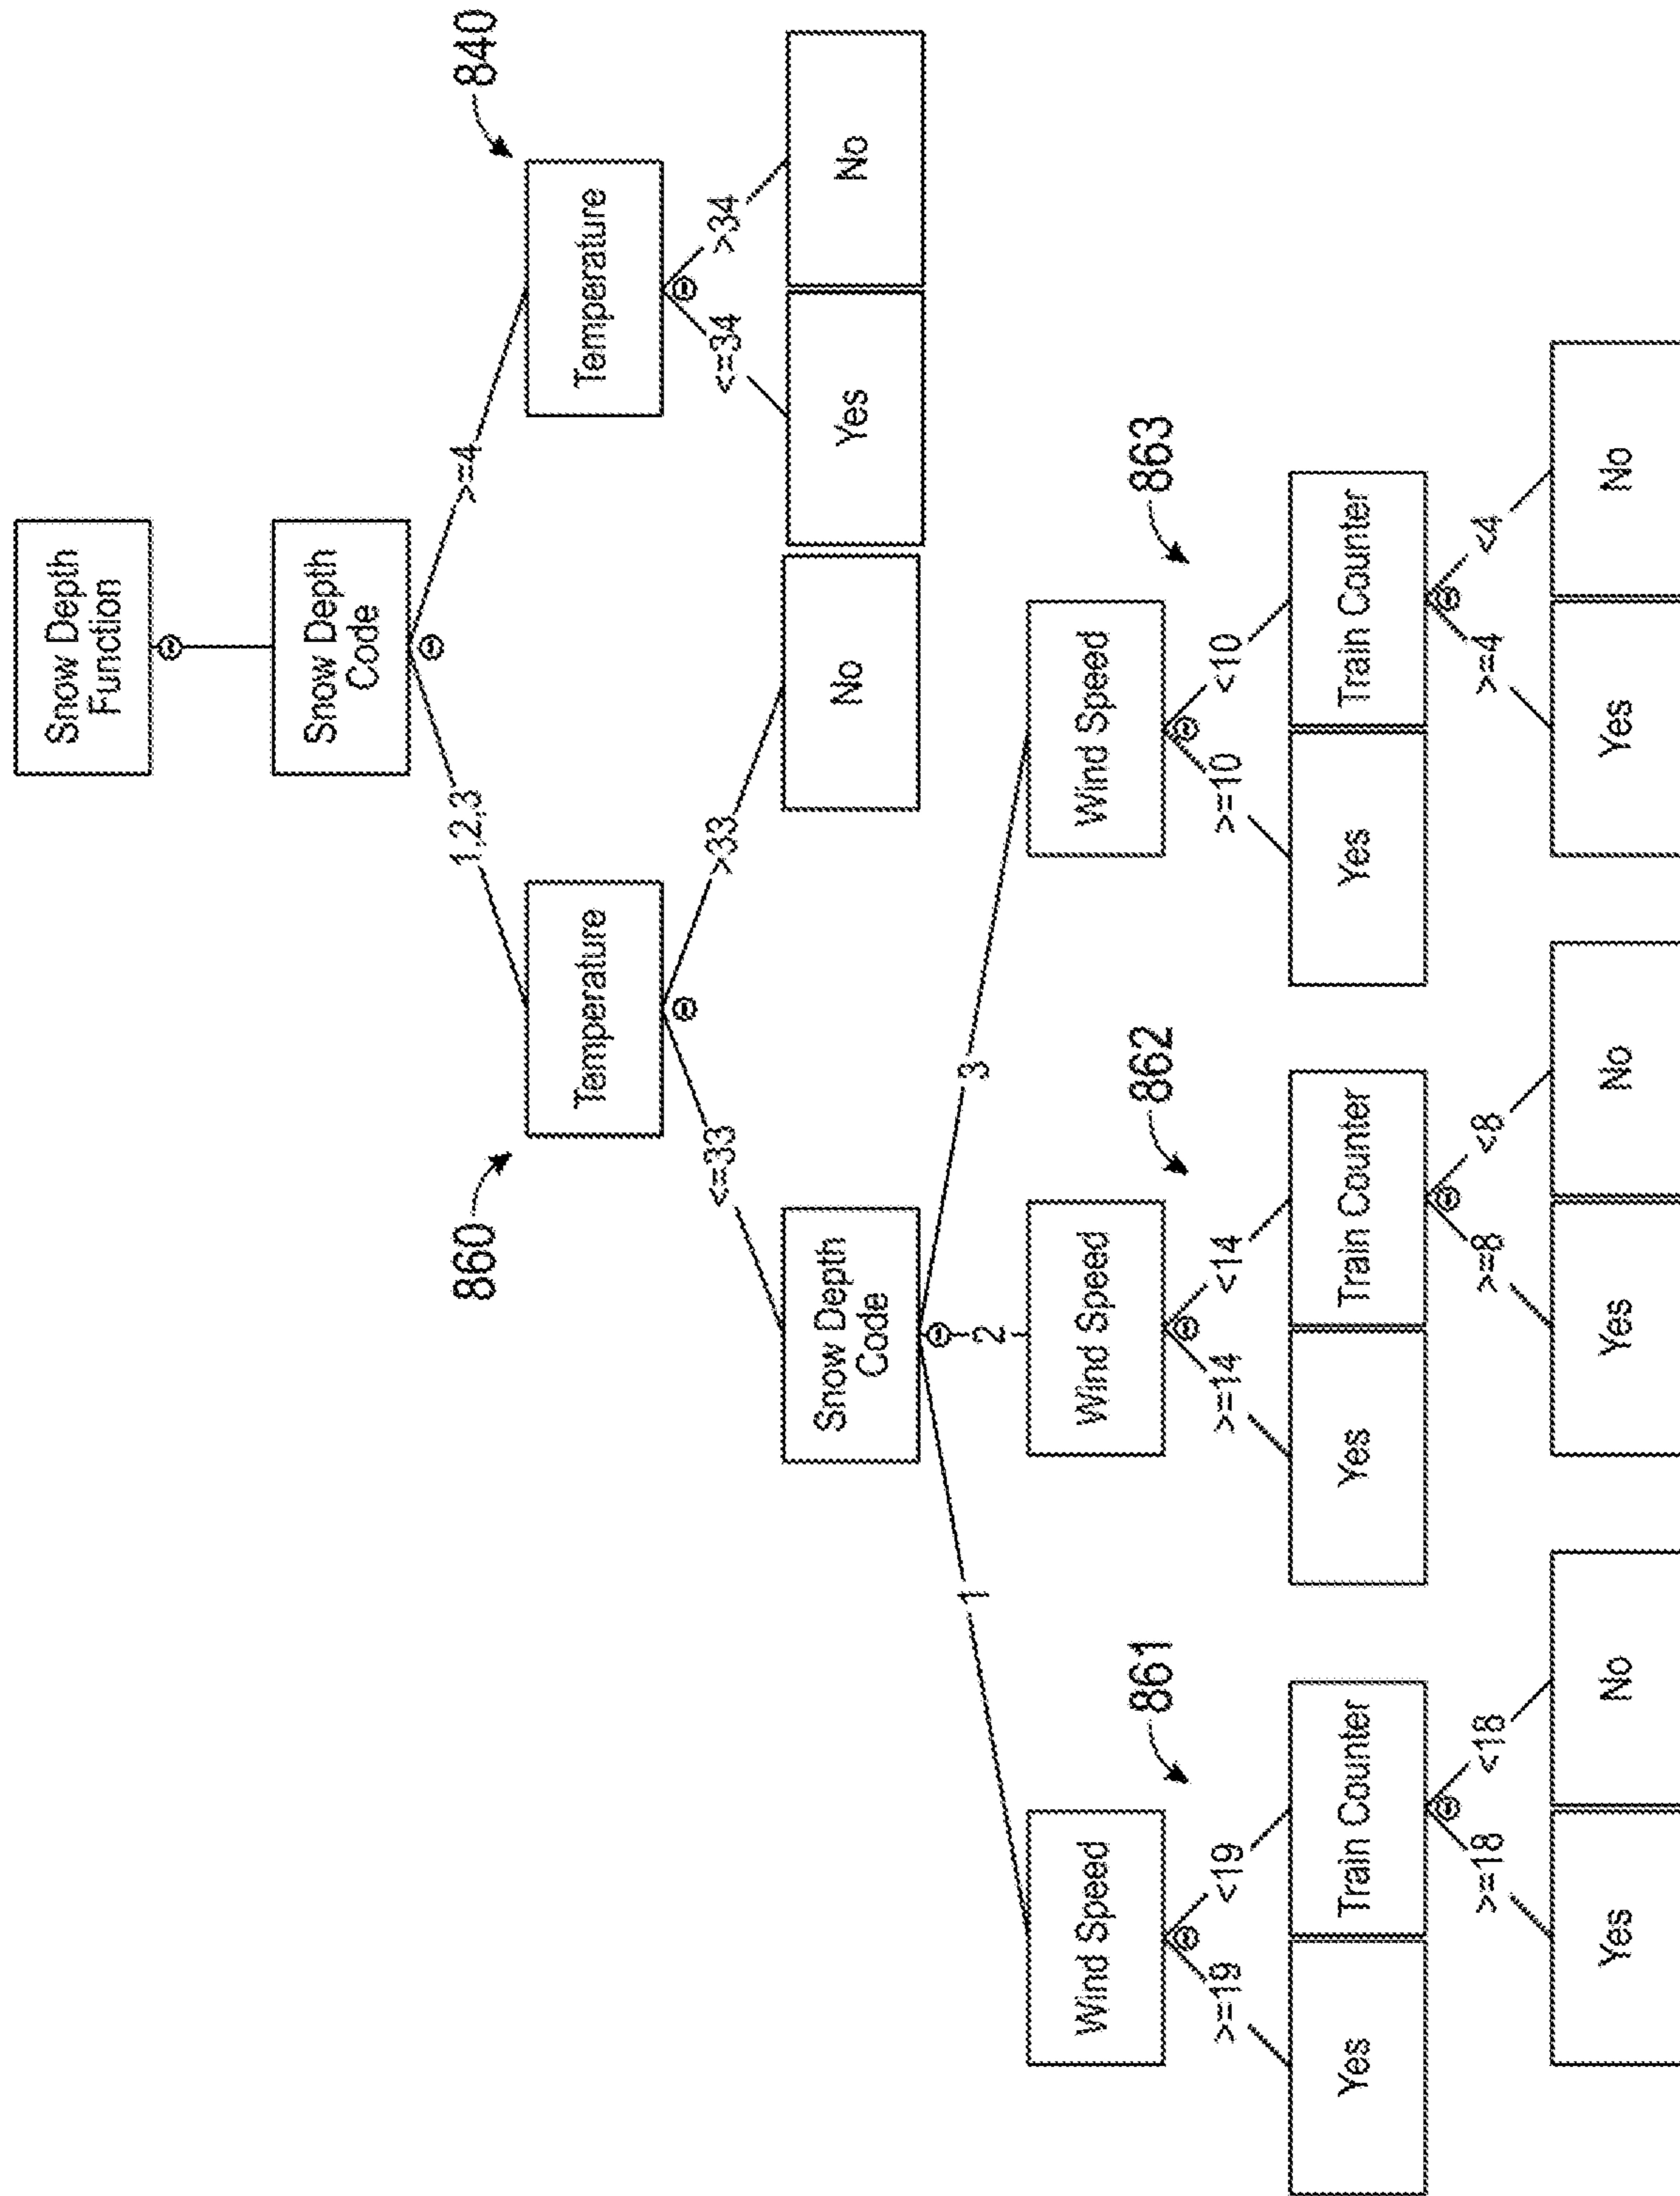 Snow Depth
Function
Snow Depth
Code
1,2,3
>=4
860
840
Temperature
Temperature
<=33
>33
<=34
>34
Snow Depth
Code
No
Yes
No
1
2
3
861
862
863
Wind Speed
Wind Speed
Wind Speed
>=19
<19
>=14
<14
>=10
<10
Yes
Train Counter
Yes
Train Counter
Yes
Train Counter
>=18
<18
>=8
<8
>=4
<4
Yes
No
Yes
No
Yes
No